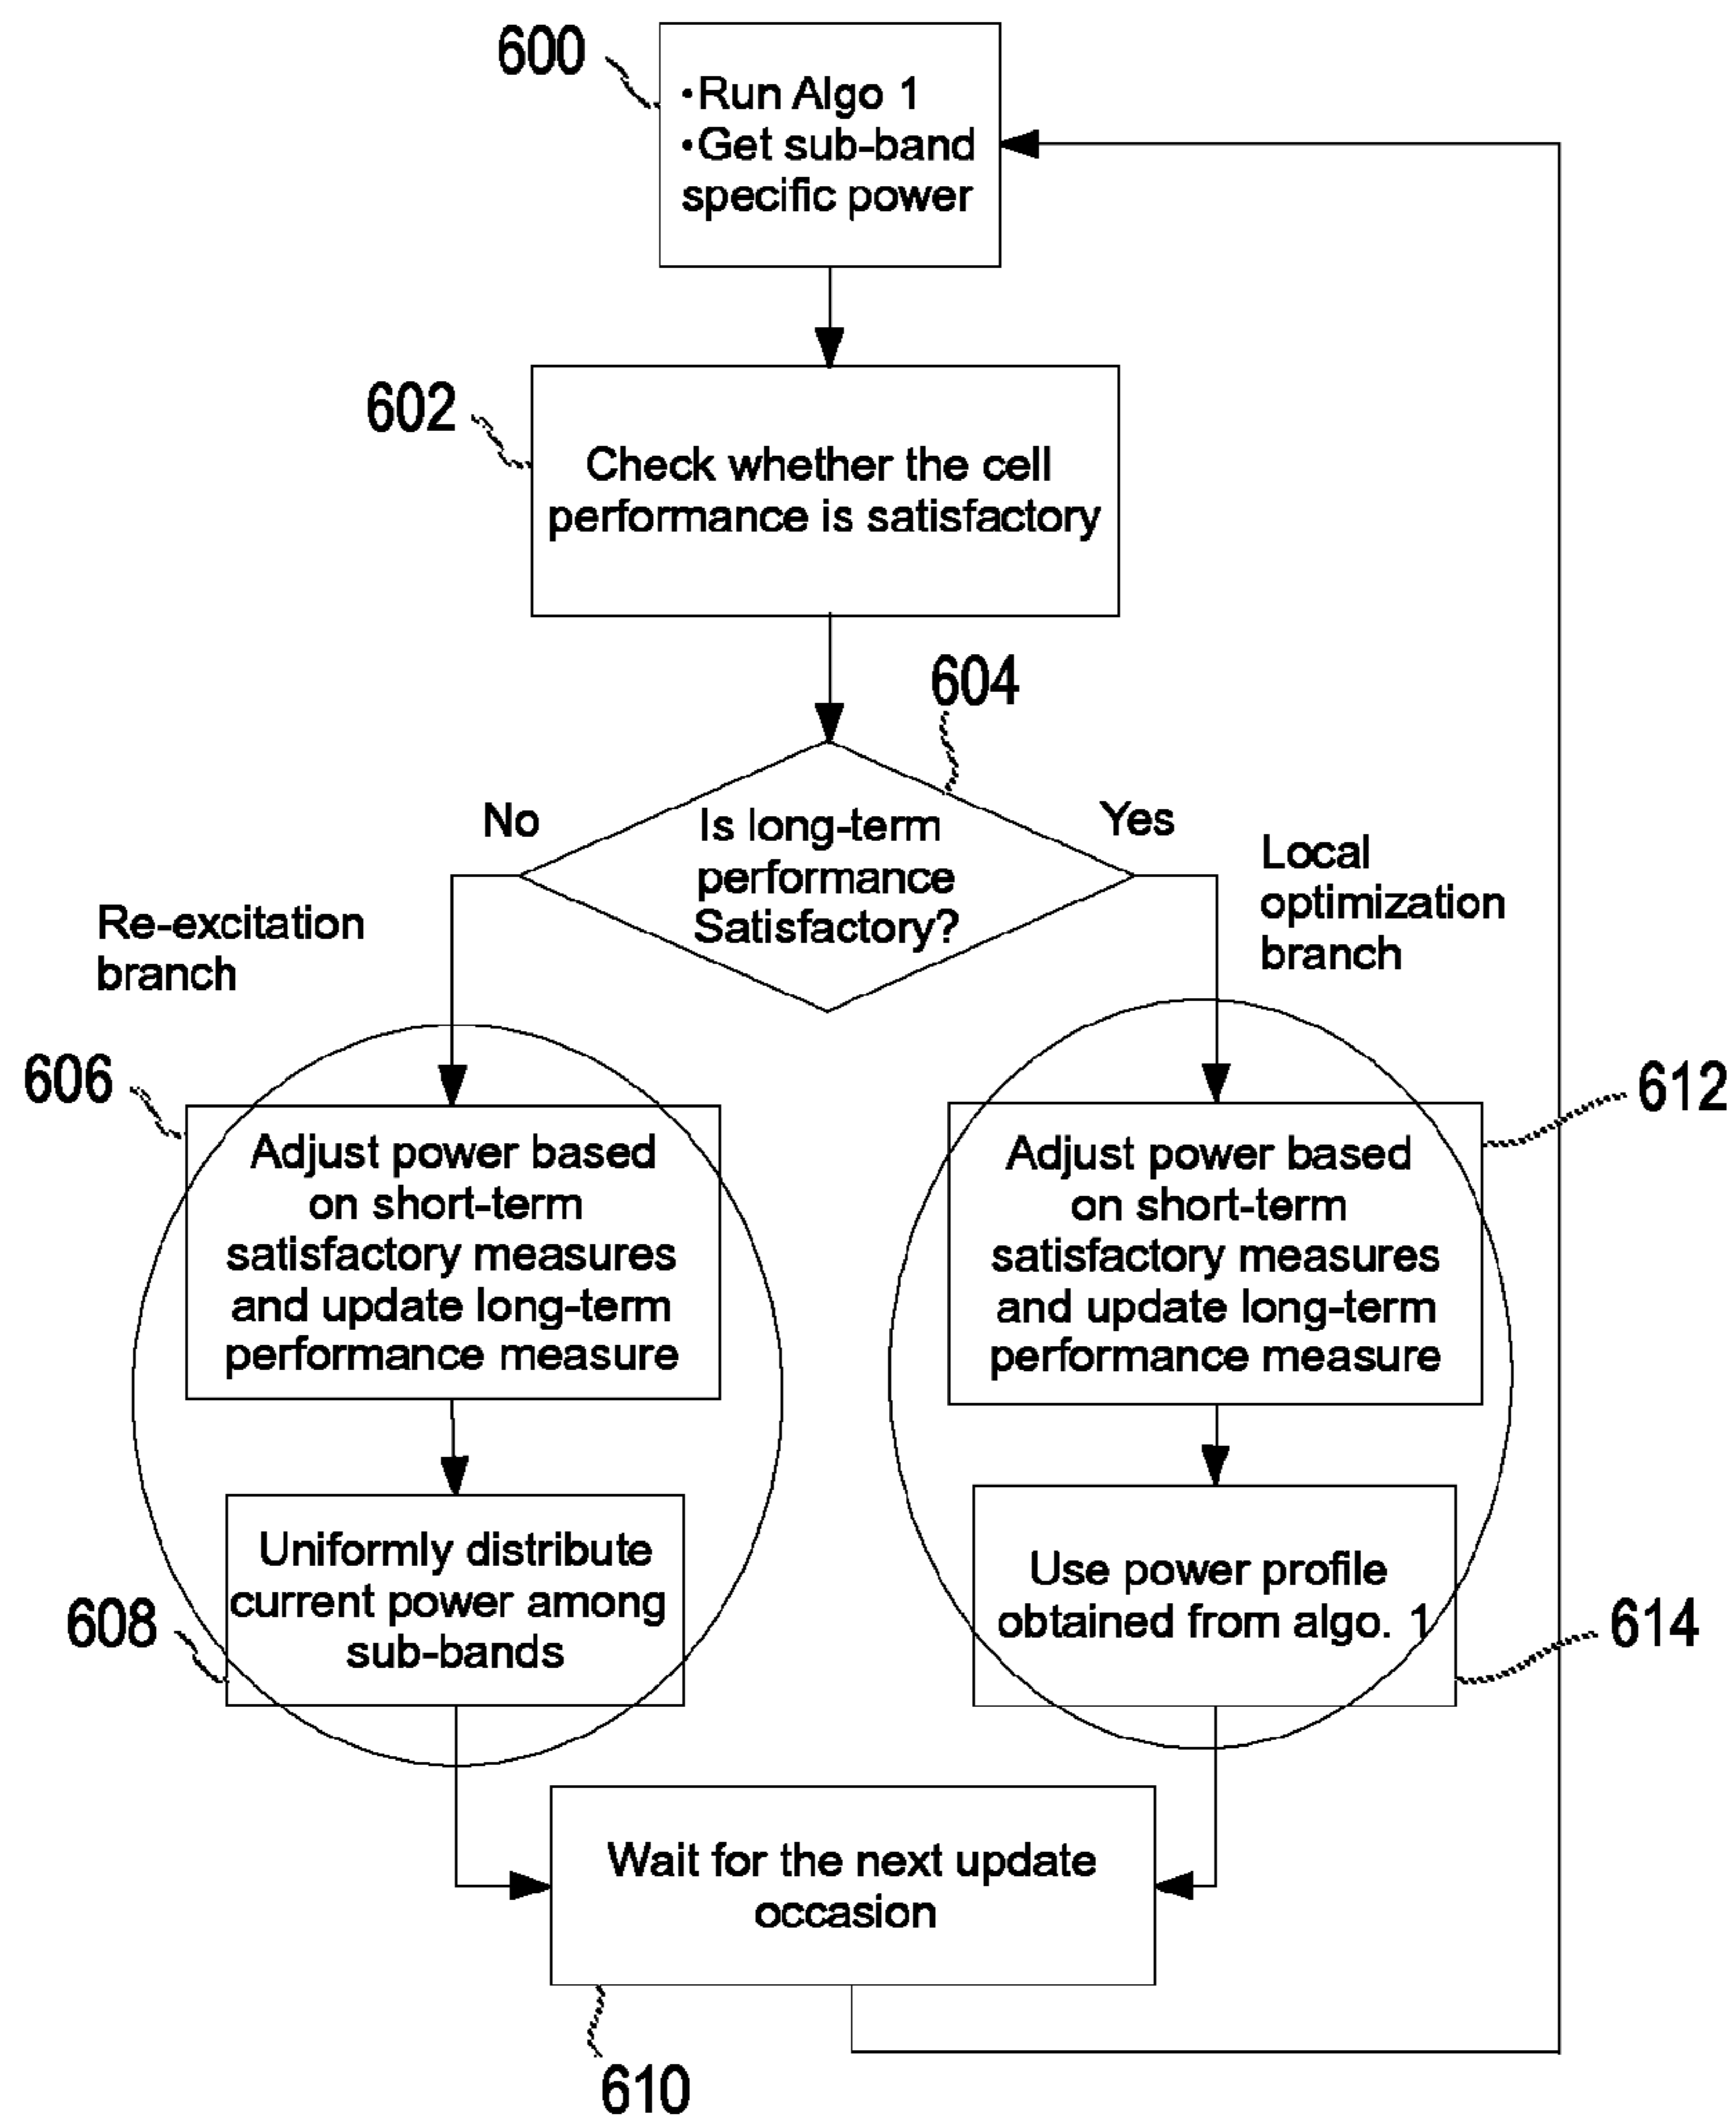 600
•Run Algo 1
•Get sub-band
specific power
602
Check whether the cell
performance is satisfactory
604
No
Is long-term
performance
Satisfactory?
Yes
Local
optimization
branch
Re-excitation
branch
606
Adjust power based
on short-term
satisfactory measures
and update long-term
performance measure
612
Adjust power based
on short-term
satisfactory measures
and update long-term
performance measure
608
Uniformly distribute
current power among
sub-bands
614
Use power profile
obtained from algo. 1
Wait for the next update
occasion
610